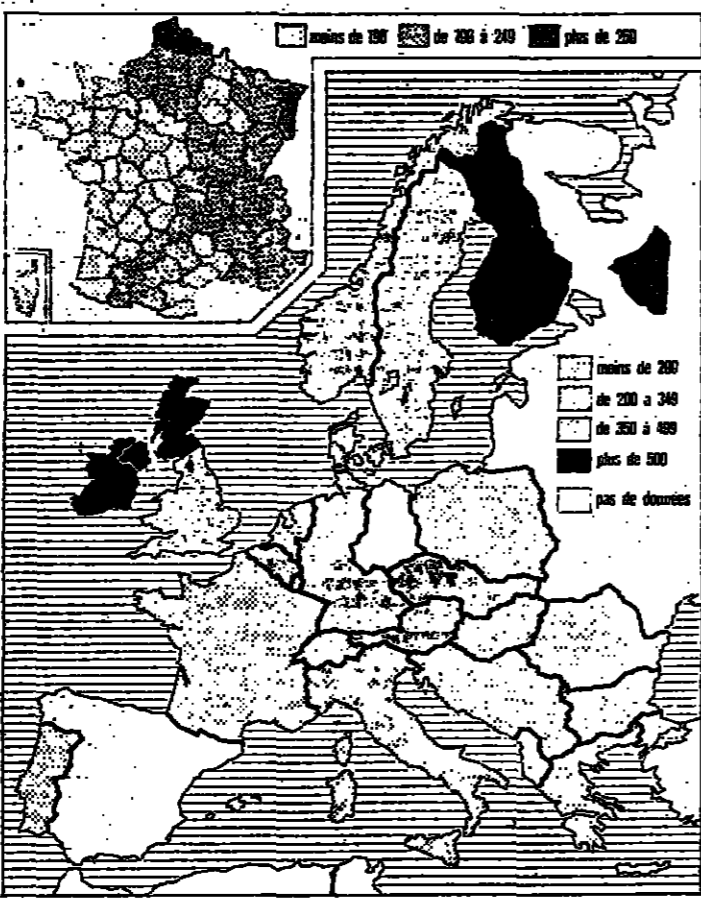 moins de 190 de 190 à 249 plus de 250
moins de 200
de 200 a 349
de 350 à 499
plus de 500
pas de données